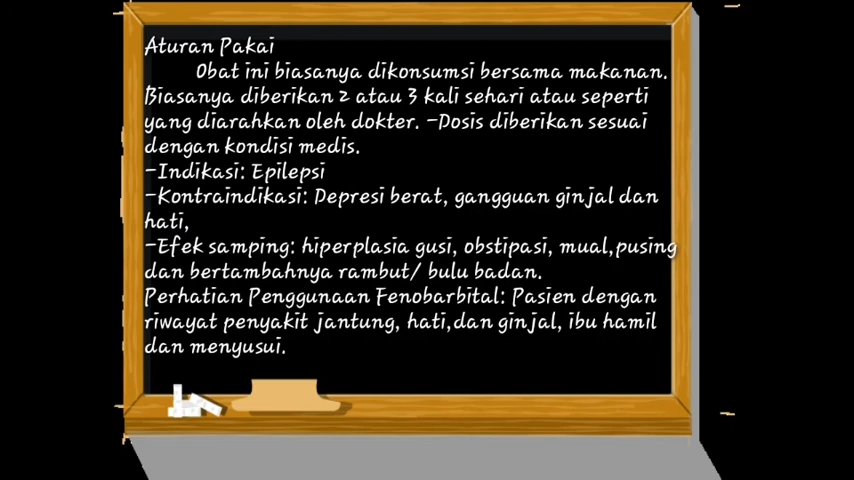 Aturan Pakai
Obat ini biasanya dikonsumsi bersama makanan.
Biasanya diberikan 2 atau 3 kali sehari atau seperti
yang diarahkan oleh dokter. -Dosis diberikan sesuai
dengan kondisi medis.
-Indikasi: Epilepsi
-Kontraindikasi: Depresi berat, gangguan ginjal dan
hati,
-Efek samping: hiperplasia gusi, obstipasi, mual,pusing
dan bertambahnya rambut/ bulu badan.
Perhatian Penggunaan Fenobarbital: Pasien dengan
riwayat penyakit jantung, hati,dan ginjal, ibu hamil
dan menyusui.